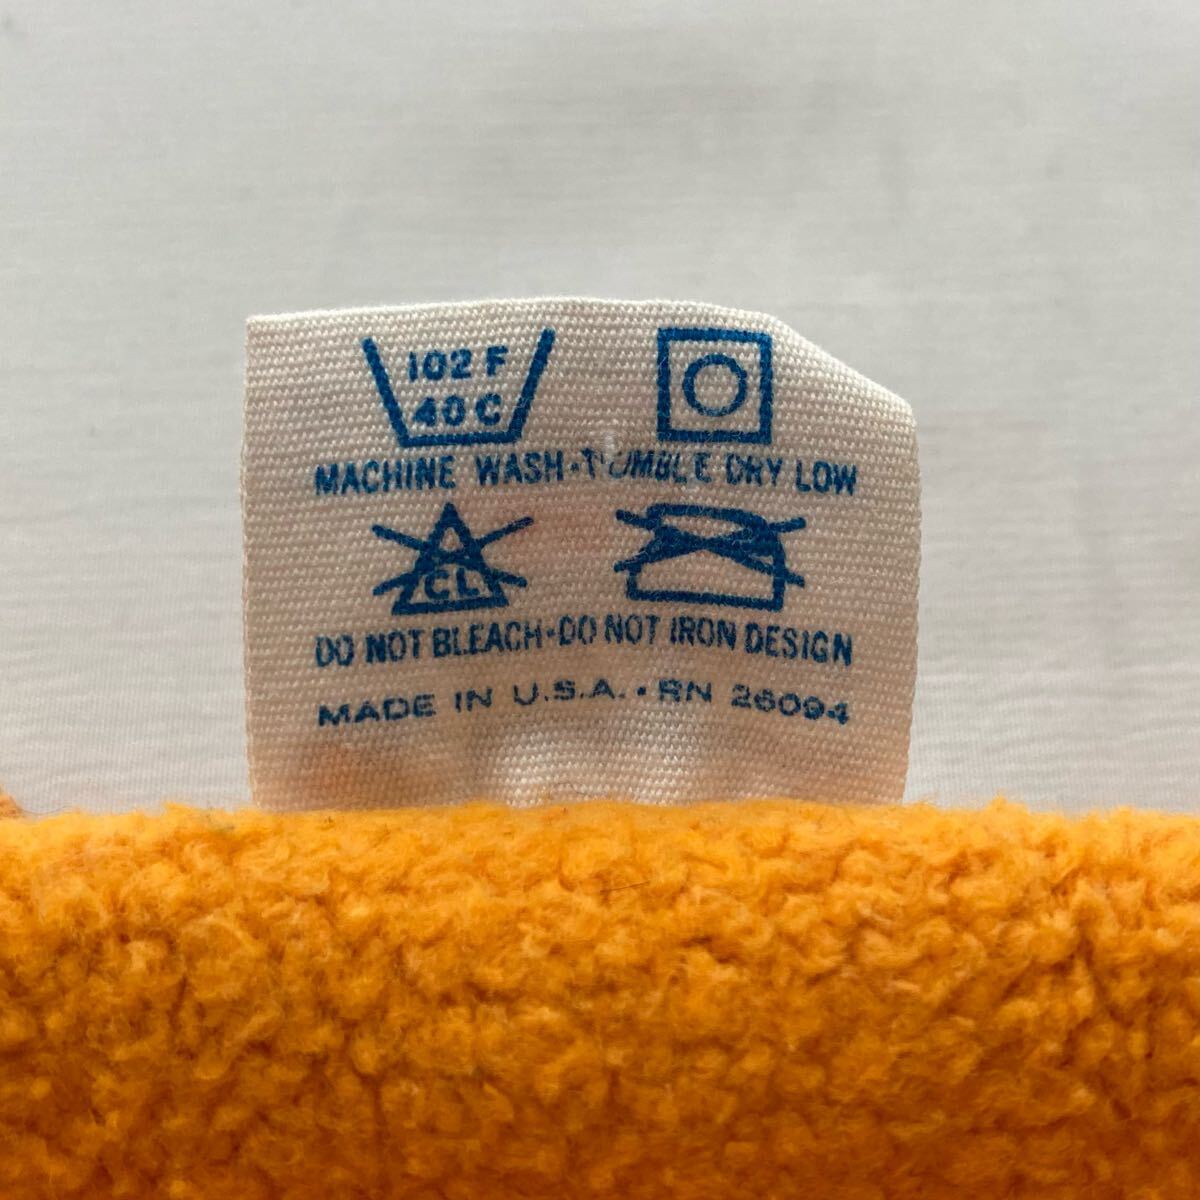 102 F
40 C
MACHINE WASH·TUMBLE DRY LOW
CL
DO NOT BLEACH·DO NOT IRON DESIGN
MADE IN U.S.A. · RN 26094